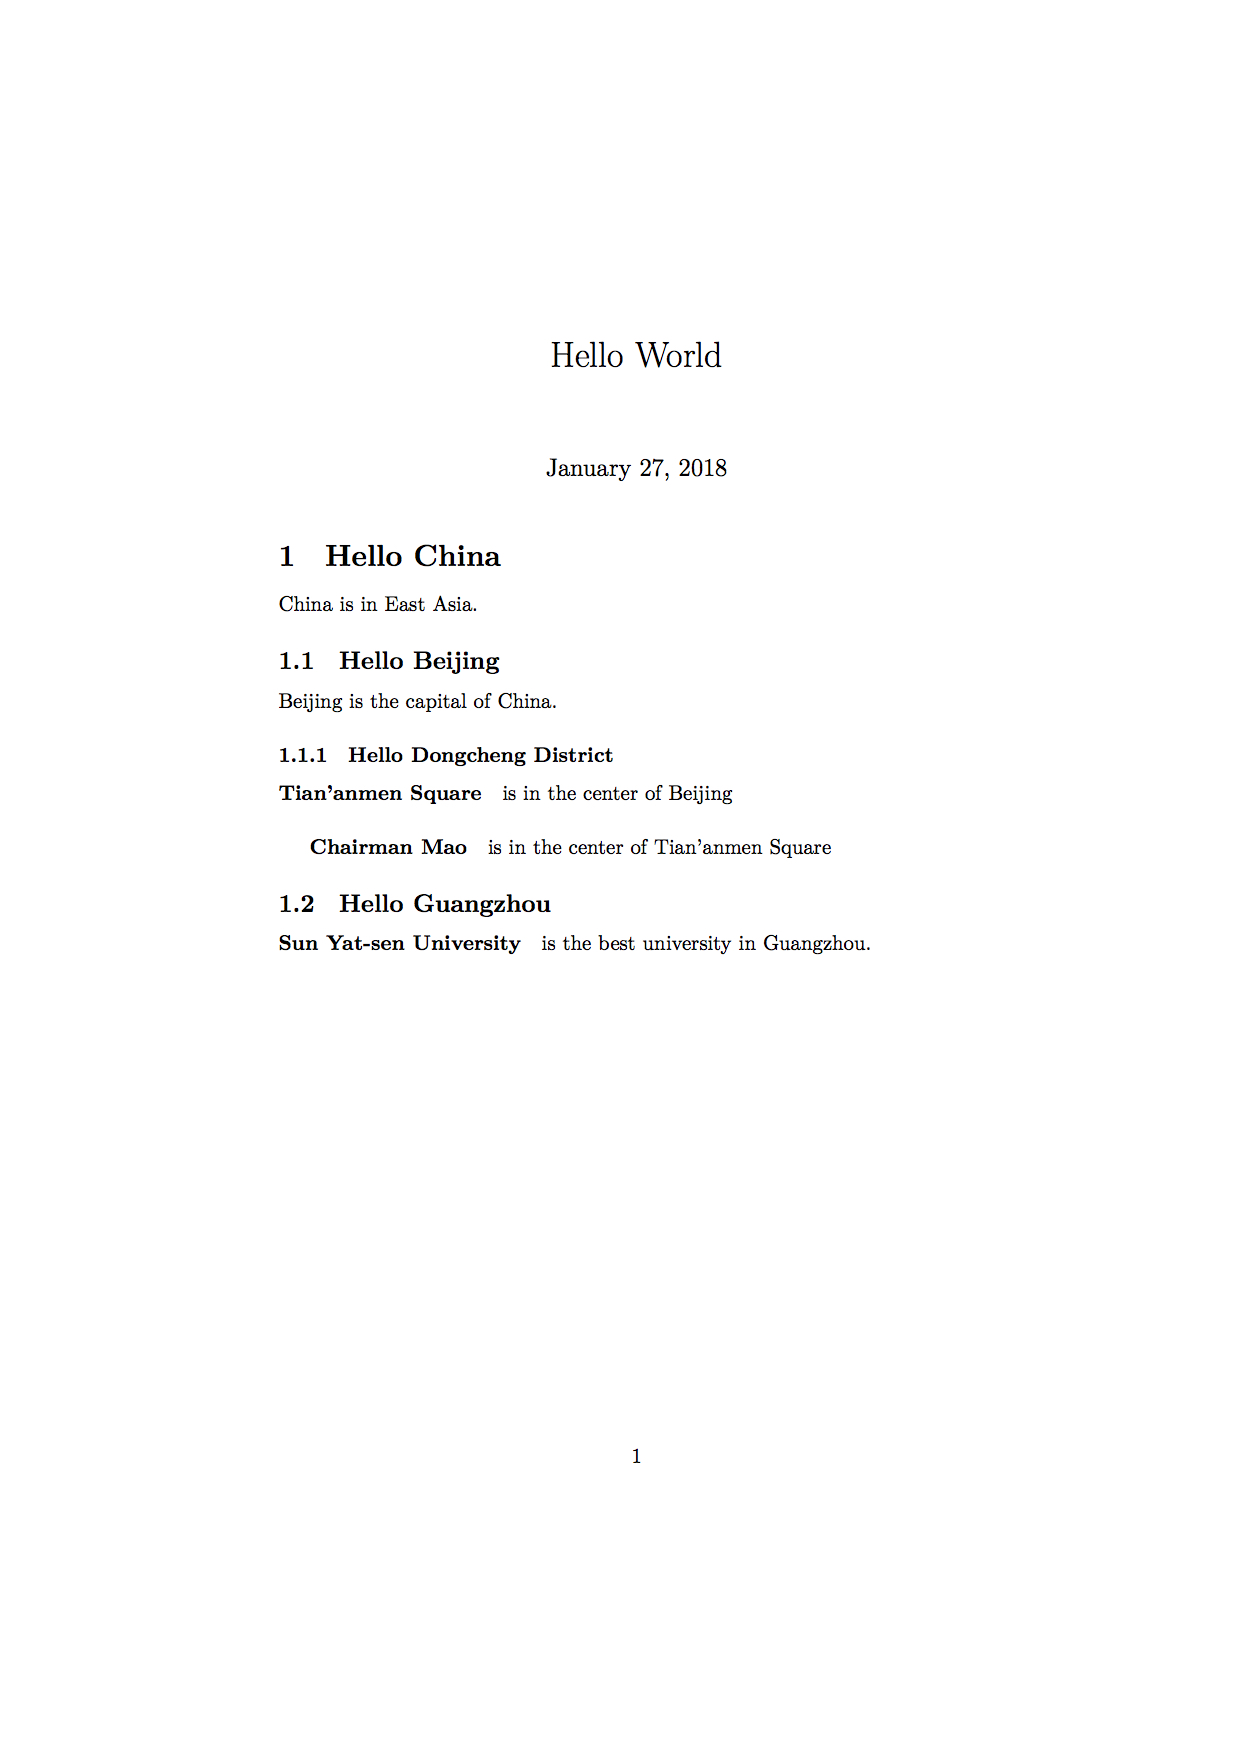 Hello World
January 27, 2018
1 Hello China
China is in East Asia.
1.1 Hello Beijing
Beijing is the capital of China.
1.1.1 Hello Dongcheng District
Tian'anmen Square is in the center of Beijing
Chairman Mao is in the center of Tian'anmen Square
1.2 Hello Guangzhou
Sun Yat-sen University is the best university in Guangzhou.
1